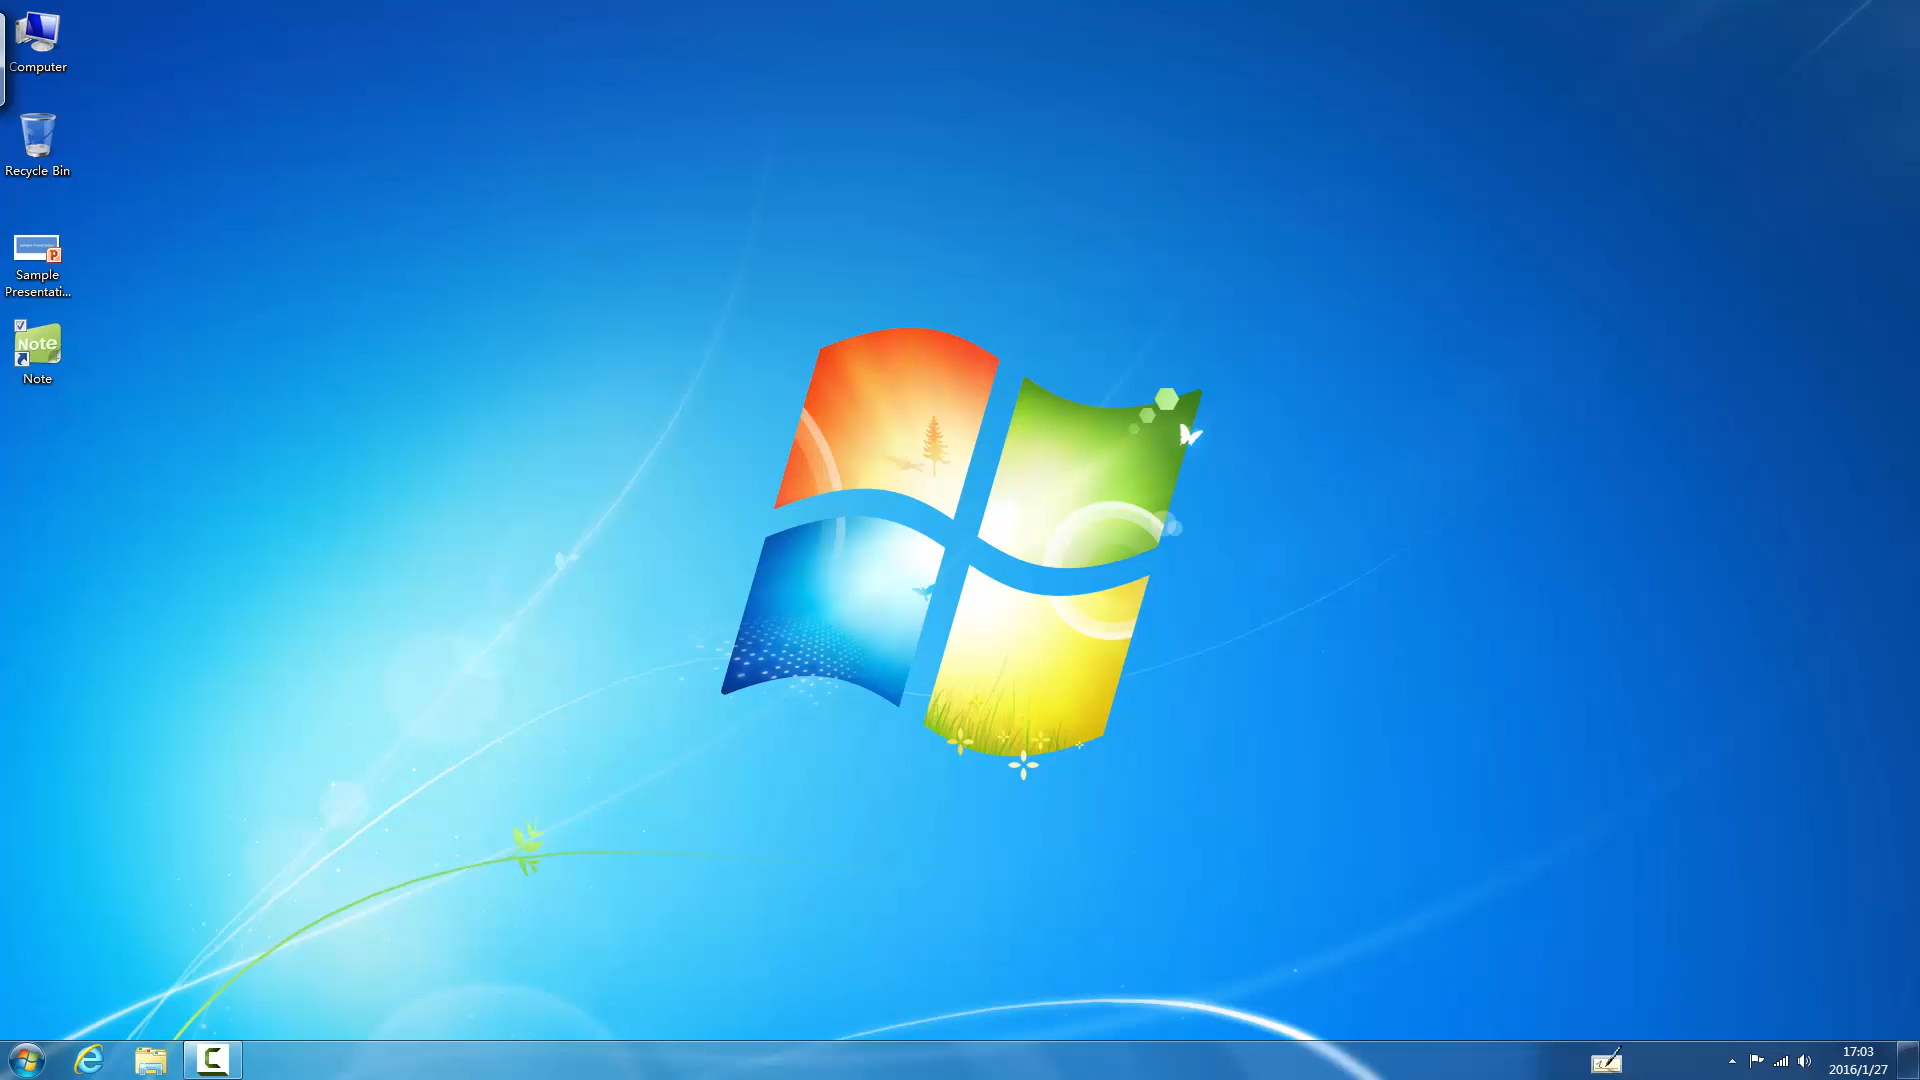 Computer
Recycle Bin
Sample
Presentati...
Note
Note
17:03
2016/1/27